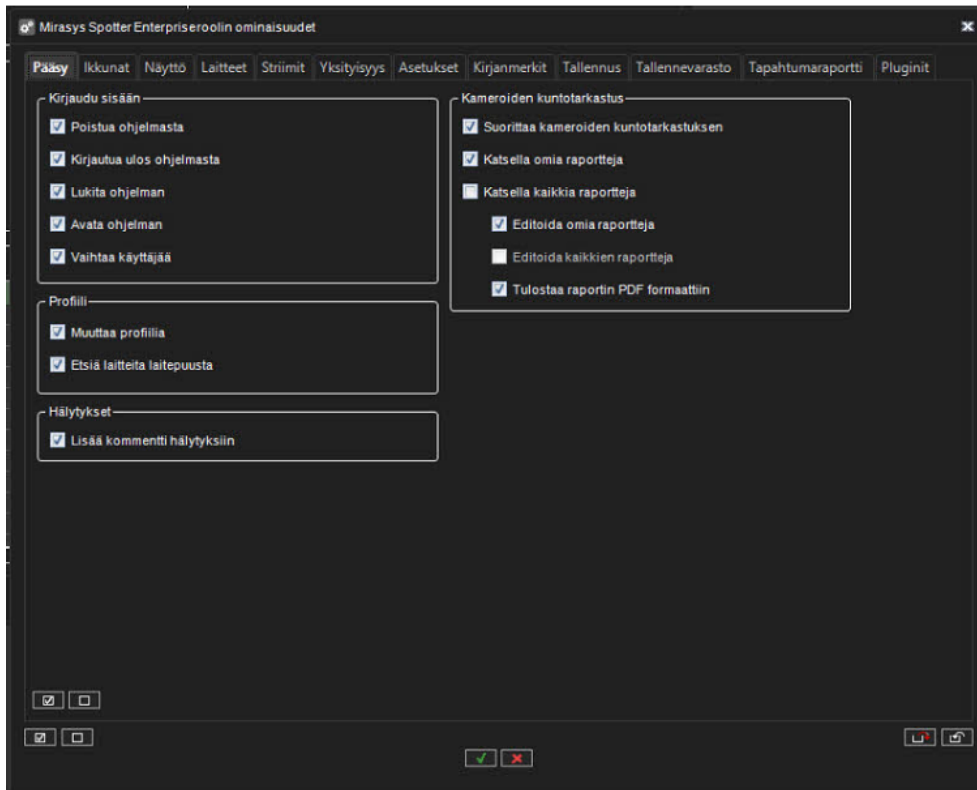 Mirasys Spotter Enterpriseroolin ominaisuudet
Pääsy Ikkunat Näyttö Laitteet Striimit Yksityisyys Asetukset Kirjanmerkit Tallennus Tallennevarasto Tapahtumaraportti Pluginit
Kirjaudu sisään
Poistua ohjelmasta
Kirjautua ulos ohjelmasta
Lukita ohjelman
Avata ohjelman
Vaihtaa käyttäjää
Profiili
Muuttaa profiilia
Etsiä laitteita laitepuusta
Hälytykset
Lisää kommentti hälytyksiin
Kameroiden kuntotarkastus
Suorittaa kameroiden kuntotarkastuksen
Katsella omia raportteja
Katsella kaikkia raportteja
Editoida omia raportteja
Editoida kaikkien raportteja
Tulostaa raportin PDF formaattiin